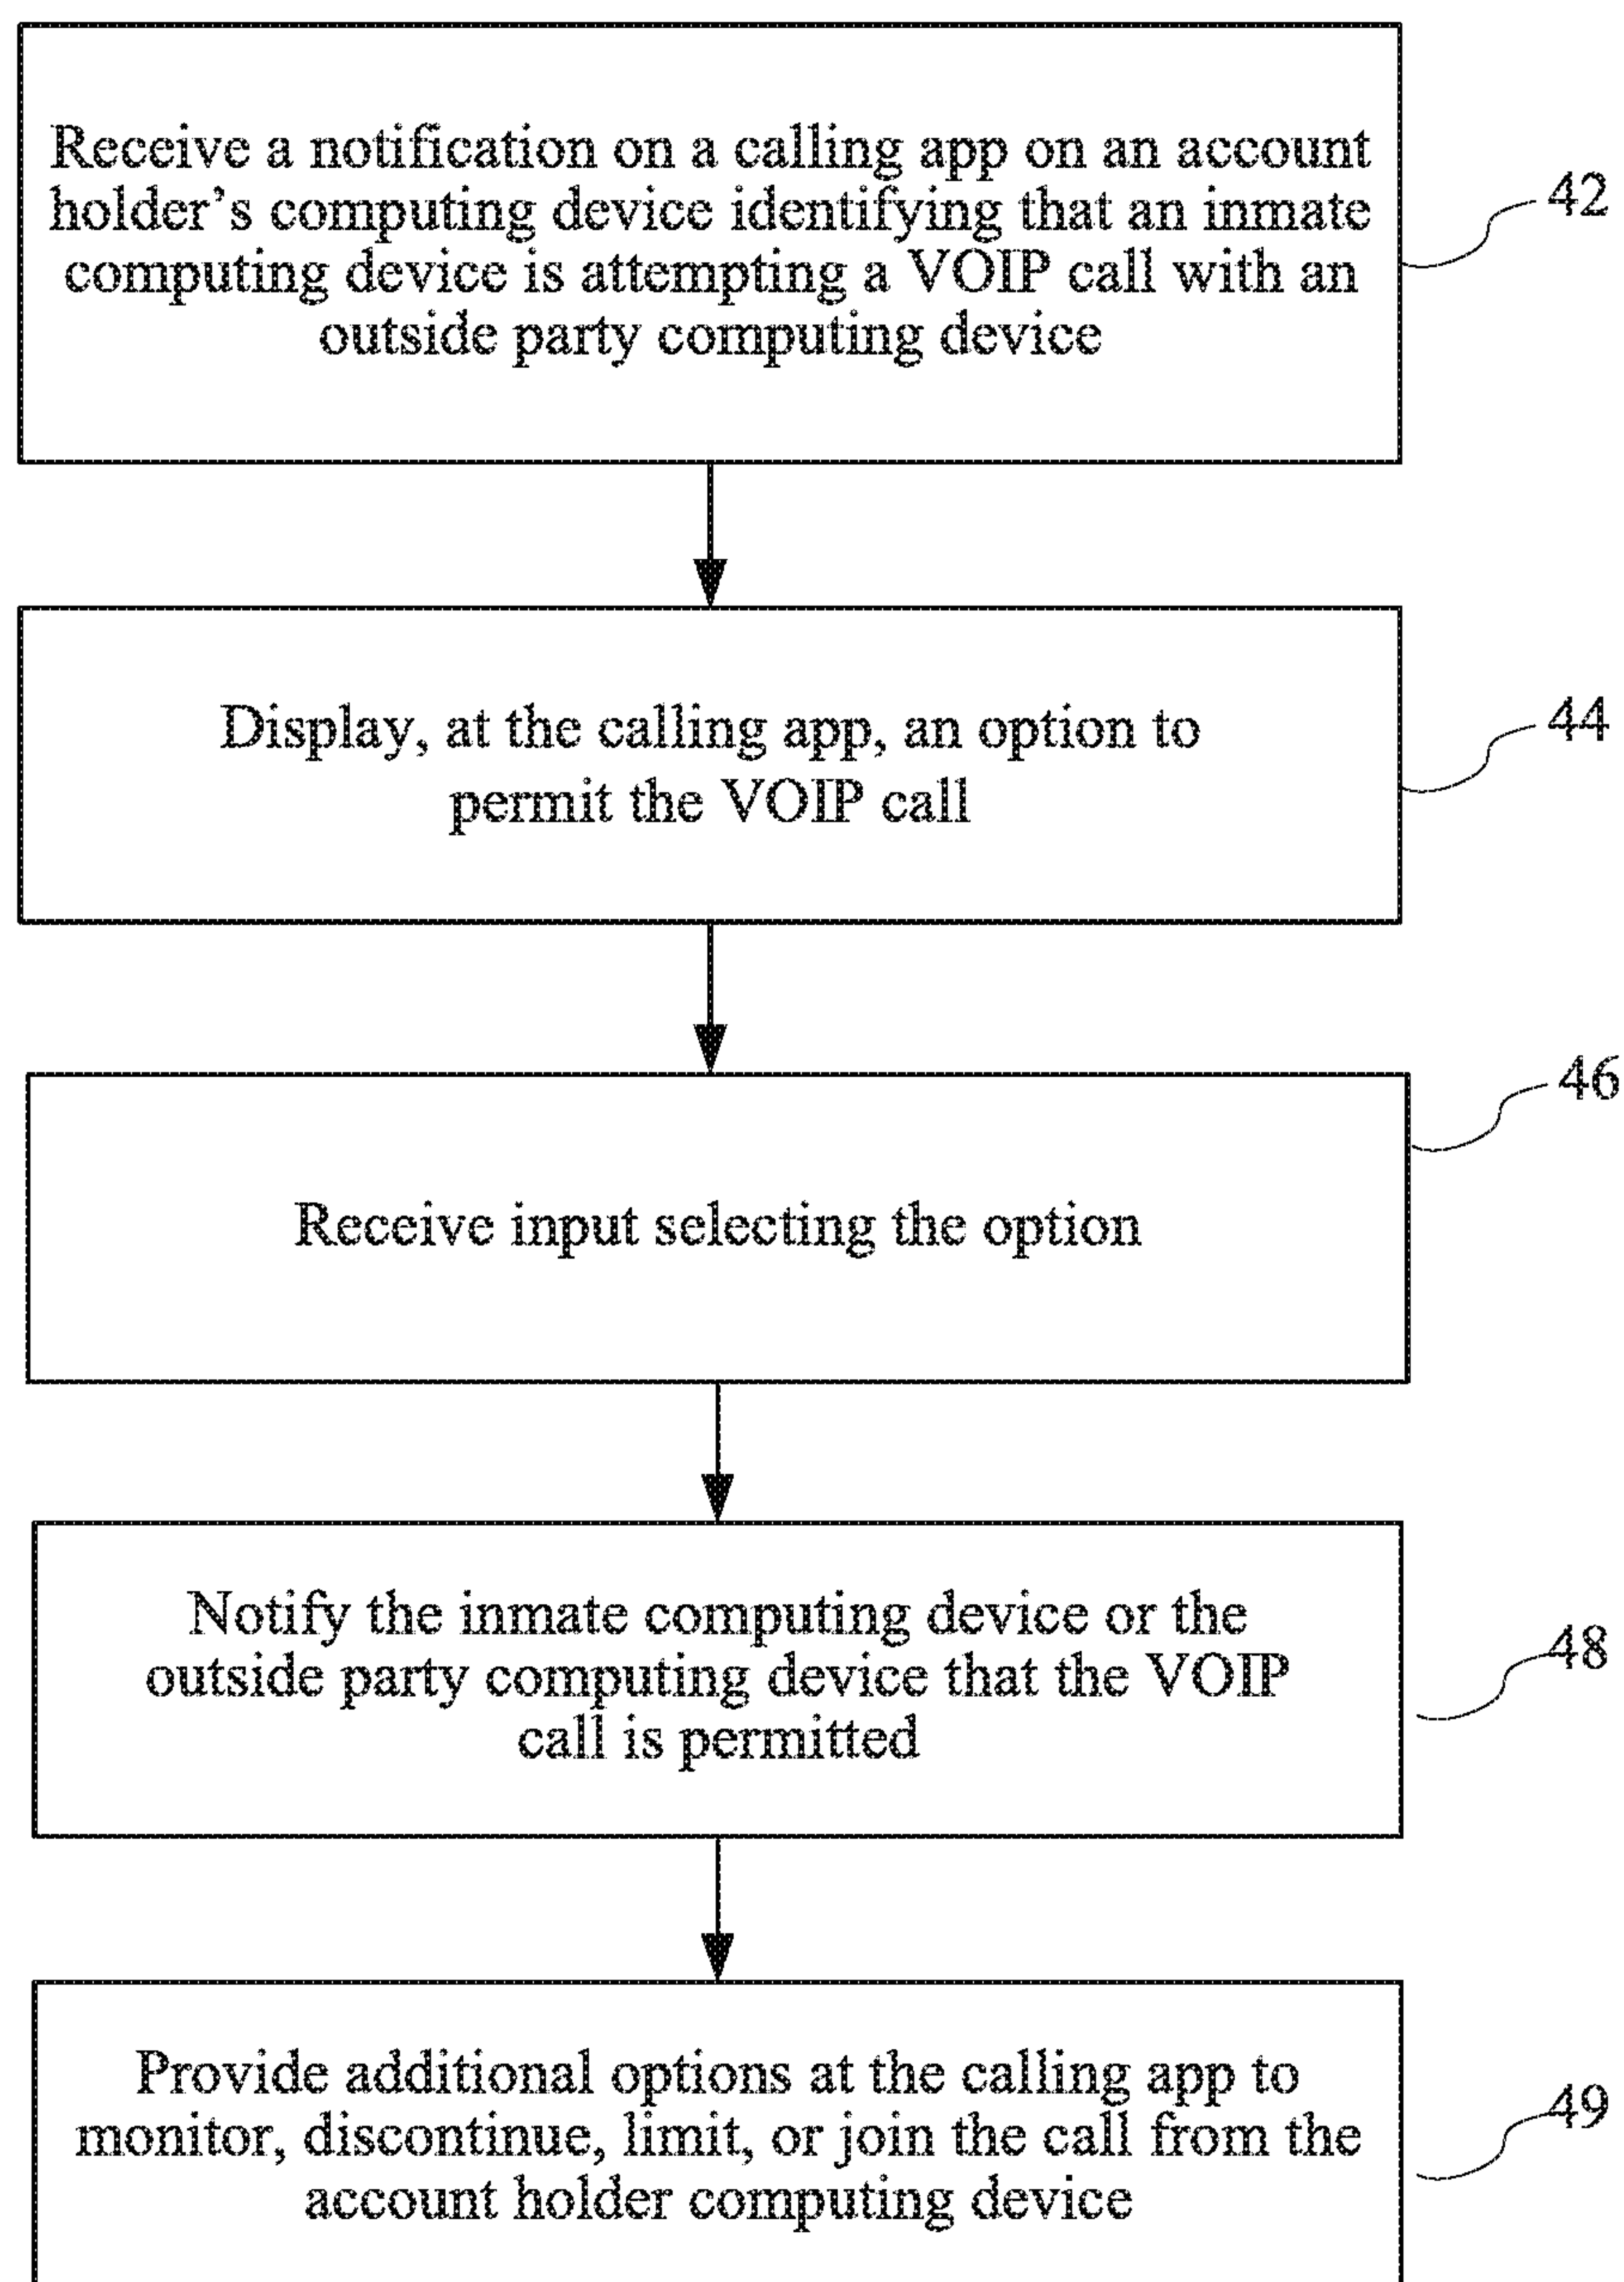 Receive a notification on a calling app on an account
holder’s computing device identifying that an inmate
computing device is attempting a VOIP call with an
outside party computing device
42
Display, at the calling app, an option to
permit the VOIP call
44
46
Receive input selecting the option
Notify the inmate computing device or the
outside party computing device that the VOIP
call is permitted
48
Provide additional options at the calling app to
monitor, discontinue, limit, or join the call from the
account holder computing device
49